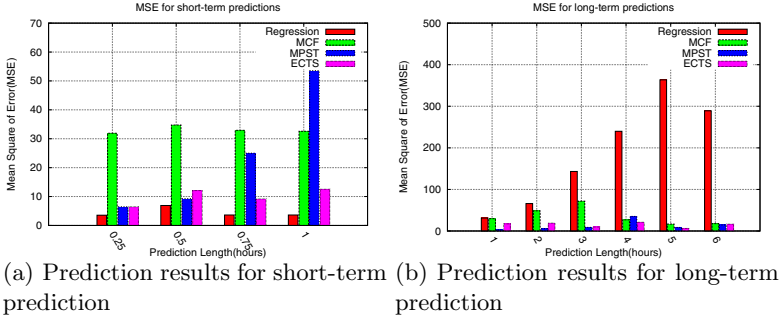 MSE for short-term predictions
Mean Square of Error(MSE)
70
60
50
40
30
20
10
0
Regression
MCF
MPST
ECTS
0.25
0.5
0.75
1
Prediction Length(hours)
(a) Prediction results for short-term
prediction
MSE for long-term predictions
Mean Square of Error(MSE)
500
400
300
200
100
0
Regression
MCF
MPST
ECTS
1
2
3
4
5
6
Prediction Length(hours)
(b) Prediction results for long-term
prediction